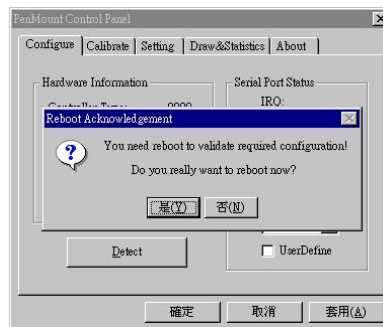 PenMount Control Panel
Configure Calibrate Setting Draw&Statistics About
Hardware Information
Serial Port Status
IRQ:
Reboot Acknowledgement
You need reboot to validate required configuration!
Do you really want to reboot now?
是(Y) 否(N)
Detect
UserDefine
確定 取消 套用(A)